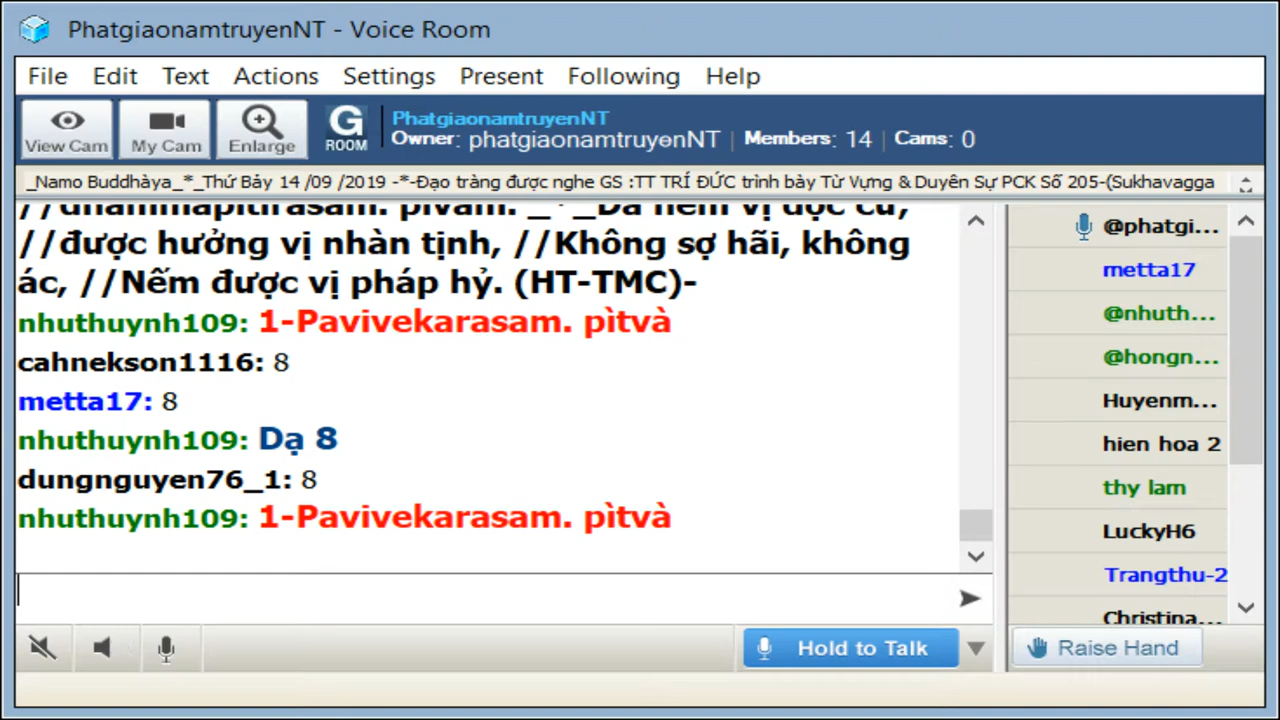 PhatgiaonamtruyenNT - Voice Room
File Edit Text Actions Settings Present Following Help
View Cam My Cam Enlarge G ROOM
PhatgiaonamtruyenNT
Owner: phatgiaonamtruyenNT | Members: 14 | Cams: 0
_Namo Buddhàya_*_Thứ Bảy 14 /09 /2019 -*-Đạo tràng được nghe GS :TT TRÍ ĐỨC trình bày Từ Vựng & Duyên Sự PCK Số 205-(Sukhavagga
//được hưởng vị nhàn tịnh, //Không sợ hãi, không
ác, //Nếm được vị pháp hỷ. (HT-TMC)-
nhuthuynh109: 1-Pavivekarasam. pìtvà
cahnekson1116: 8
metta17: 8
nhuthuynh109: Dạ 8
dungnguyen76_1: 8
nhuthuynh109: 1-Pavivekarasam. pìtvà
@phatgi...
metta17
@nhuth...
@hongn...
Huyenm...
hien hoa 2
thy lam
LuckyH6
Trangthu-2
Christina...
Hold to Talk
Raise Hand